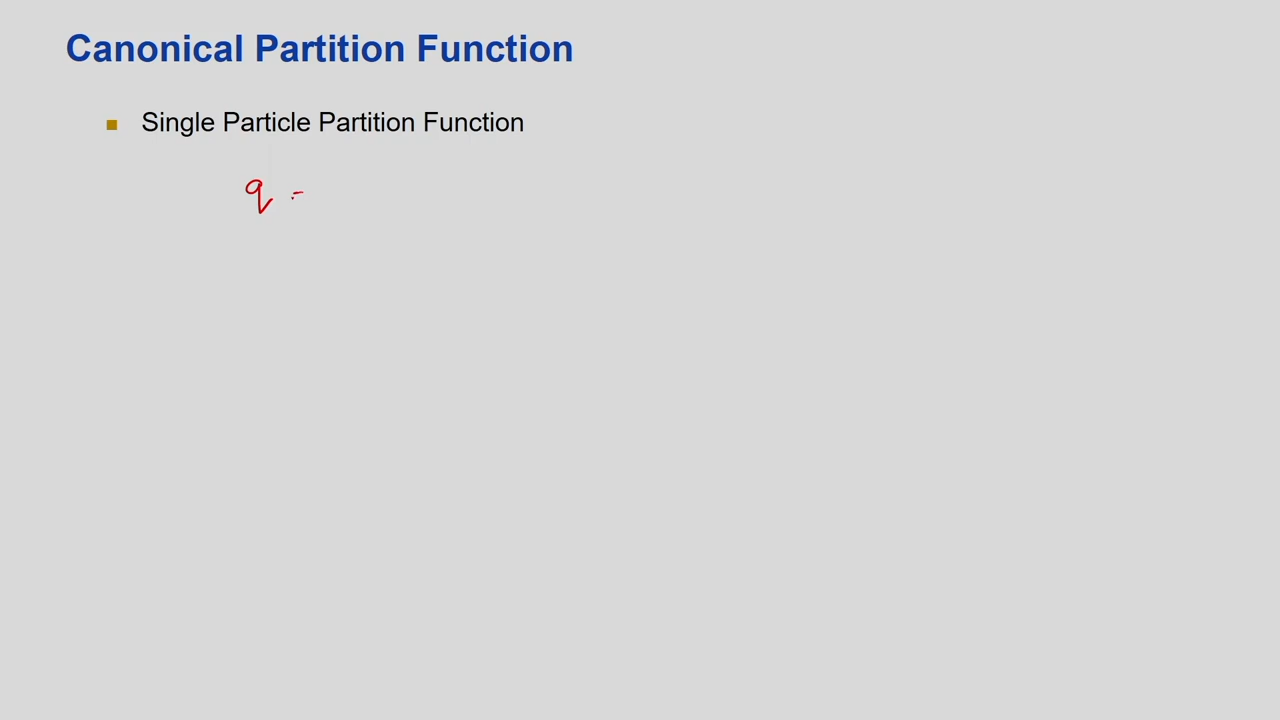 Canonical Partition Function
Single Particle Partition Function
q =